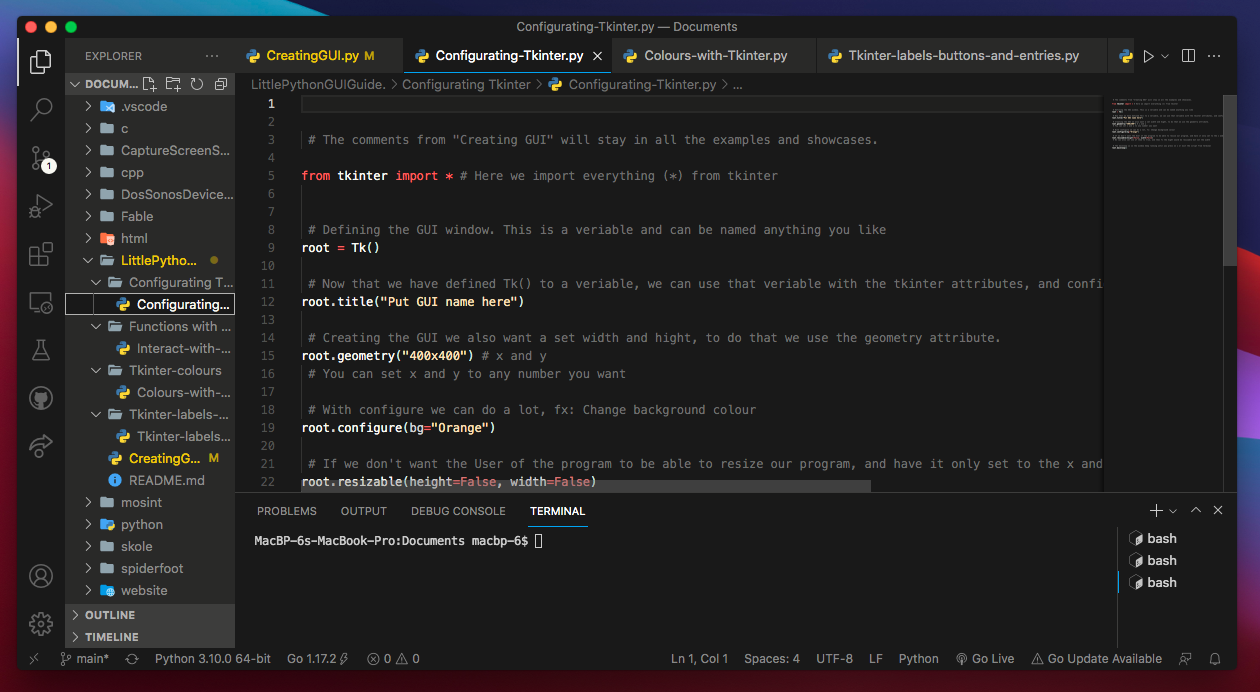 Configurating-Tkinter.py — Documents
EXPLORER
CreatingGUI.py M
Configurating-Tkinter.py
Colours-with-Tkinter.py
Tkinter-labels-buttons-and-entries.py
DOCUM...
LittlePythonGUIGuide. > Configurating Tkinter > Configurating-Tkinter.py > ...
.vscode
c
CaptureScreenS...
cpp
DosSonosDevice...
Fable
html
LittlePytho...
Configurating T...
Configurating...
Functions with ...
Interact-with-...
Tkinter-colours
Colours-with-...
Tkinter-labels-...
Tkinter-labels...
CreatingG... M
README.md
mosint
python
skole
spiderfoot
website
OUTLINE
TIMELINE
1
1
2
3 # The comments from "Creating GUI" will stay in all the examples and showcases.
4
5 from tkinter import * # Here we import everything (*) from tkinter
6
7
8 # Defining the GUI window. This is a veriable and can be named anything you like
9 root = Tk()
10
11 # Now that we have defined Tk() to a veriable, we can use that veriable with the tkinter attributes, and confi
12 root.title("Put GUI name here")
13
14 # Creating the GUI we also want a set width and hight, to do that we use the geometry attribute.
15 root.geometry("400x400") # x and y
16 # You can set x and y to any number you want
17
18 # With configure we can do a lot, fx: Change background colour
19 root.configure(bg="Orange")
20
21 # If we don't want the User of the program to be able to resize our program, and have it only set to the x and
22 root.resizable(height=False, width=False)
PROBLEMS OUTPUT DEBUG CONSOLE TERMINAL
MacBP-6s-MacBook-Pro:Documents macbp-6$
bash
bash
bash
main* Python 3.10.0 64-bit Go 1.17.2 0 0 Ln 1, Col 1 Spaces: 4 UTF-8 LF Python Go Live Go Update Available